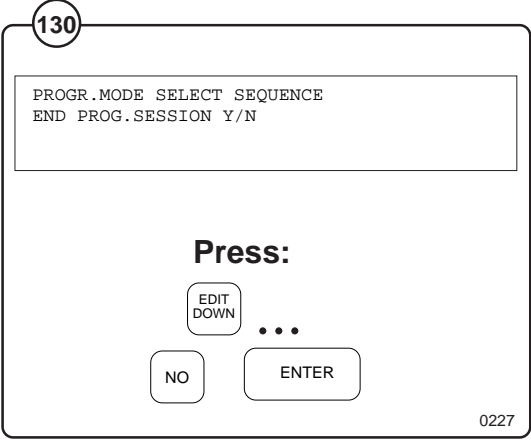 130
PROGR.MODE SELECT SEQUENCE
END PROG.SESSION Y/N
Press:
EDIT
DOWN
...
NO
ENTER
0227